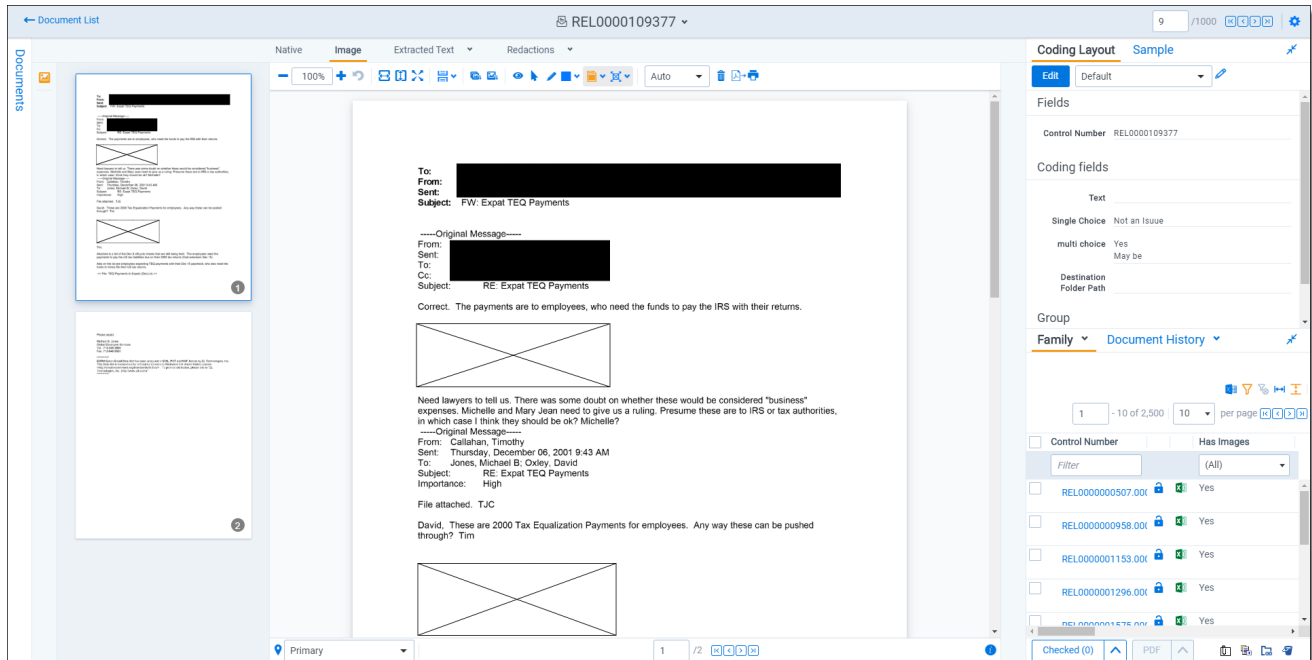 Document List
REL0000109377
9 /1000
Documents
Native Image Extracted Text Redactions
100% Auto
1
2
To:
From:
Sent:
Subject: FW: Expat TEQ Payments
-----Original Message-----
From:
Sent:
To:
Cc:
Subject: RE: Expat TEQ Payments
Correct. The payments are to employees, who need the funds to pay the IRS with their returns.
Need lawyers to tell us. There was some doubt on whether these would be considered "business"
expenses. Michelle and Mary Jean need to give us a ruling. Presume these are to IRS or tax authorities,
in which case I think they should be ok? Michelle?
-----Original Message-----
From: Callahan, Timothy
Sent: Thursday, December 06, 2001 9:43 AM
To: Jones, Michael B; Oxley, David
Subject: RE: Expat TEQ Payments
Importance: High
File attached. TJC
David, These are 2000 Tax Equalization Payments for employees. Any way these can be pushed
through? Tim
Primary
1 /2
Coding Layout Sample
Edit Default
Fields
Control Number REL0000109377
Coding fields
Text
Single Choice Not an Isuue
multi choice Yes
May be
Destination
Folder Path
Group
Family Document History
1 - 10 of 2,500 10 per page
Control Number Has Images
Filter (All)
REL0000000507.00( Yes
REL0000000958.00( Yes
REL0000001153.00( Yes
REL0000001296.00( Yes
Yes
Checked (0) PDF